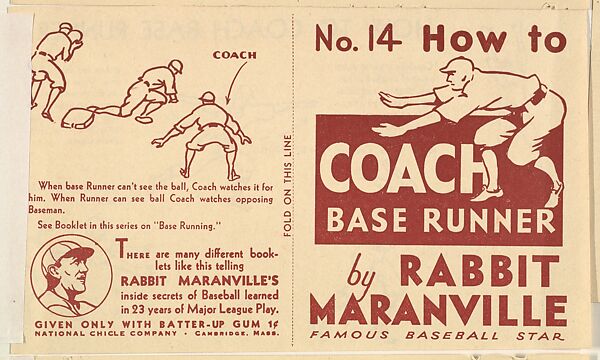 COACH
When base Runner can't see the ball, Coach watches it for
him. When Runner can see ball Coach watches opposing
Baseman.
See Booklet in this series on "Base Running."
THERE are many different book-
lets like this telling
RABBIT MARANVILLE'S
inside secrets of Baseball learned
in 23 years of Major League Play.
GIVEN ONLY WITH BATTER-UP GUM 1¢
NATIONAL CHICLE COMPANY · CAMBRIDGE, MASS.
FOLD ON THIS LINE
No. 14 How to
COACH
BASE RUNNER
by RABBIT
MARANVILLE
FAMOUS BASEBALL STAR